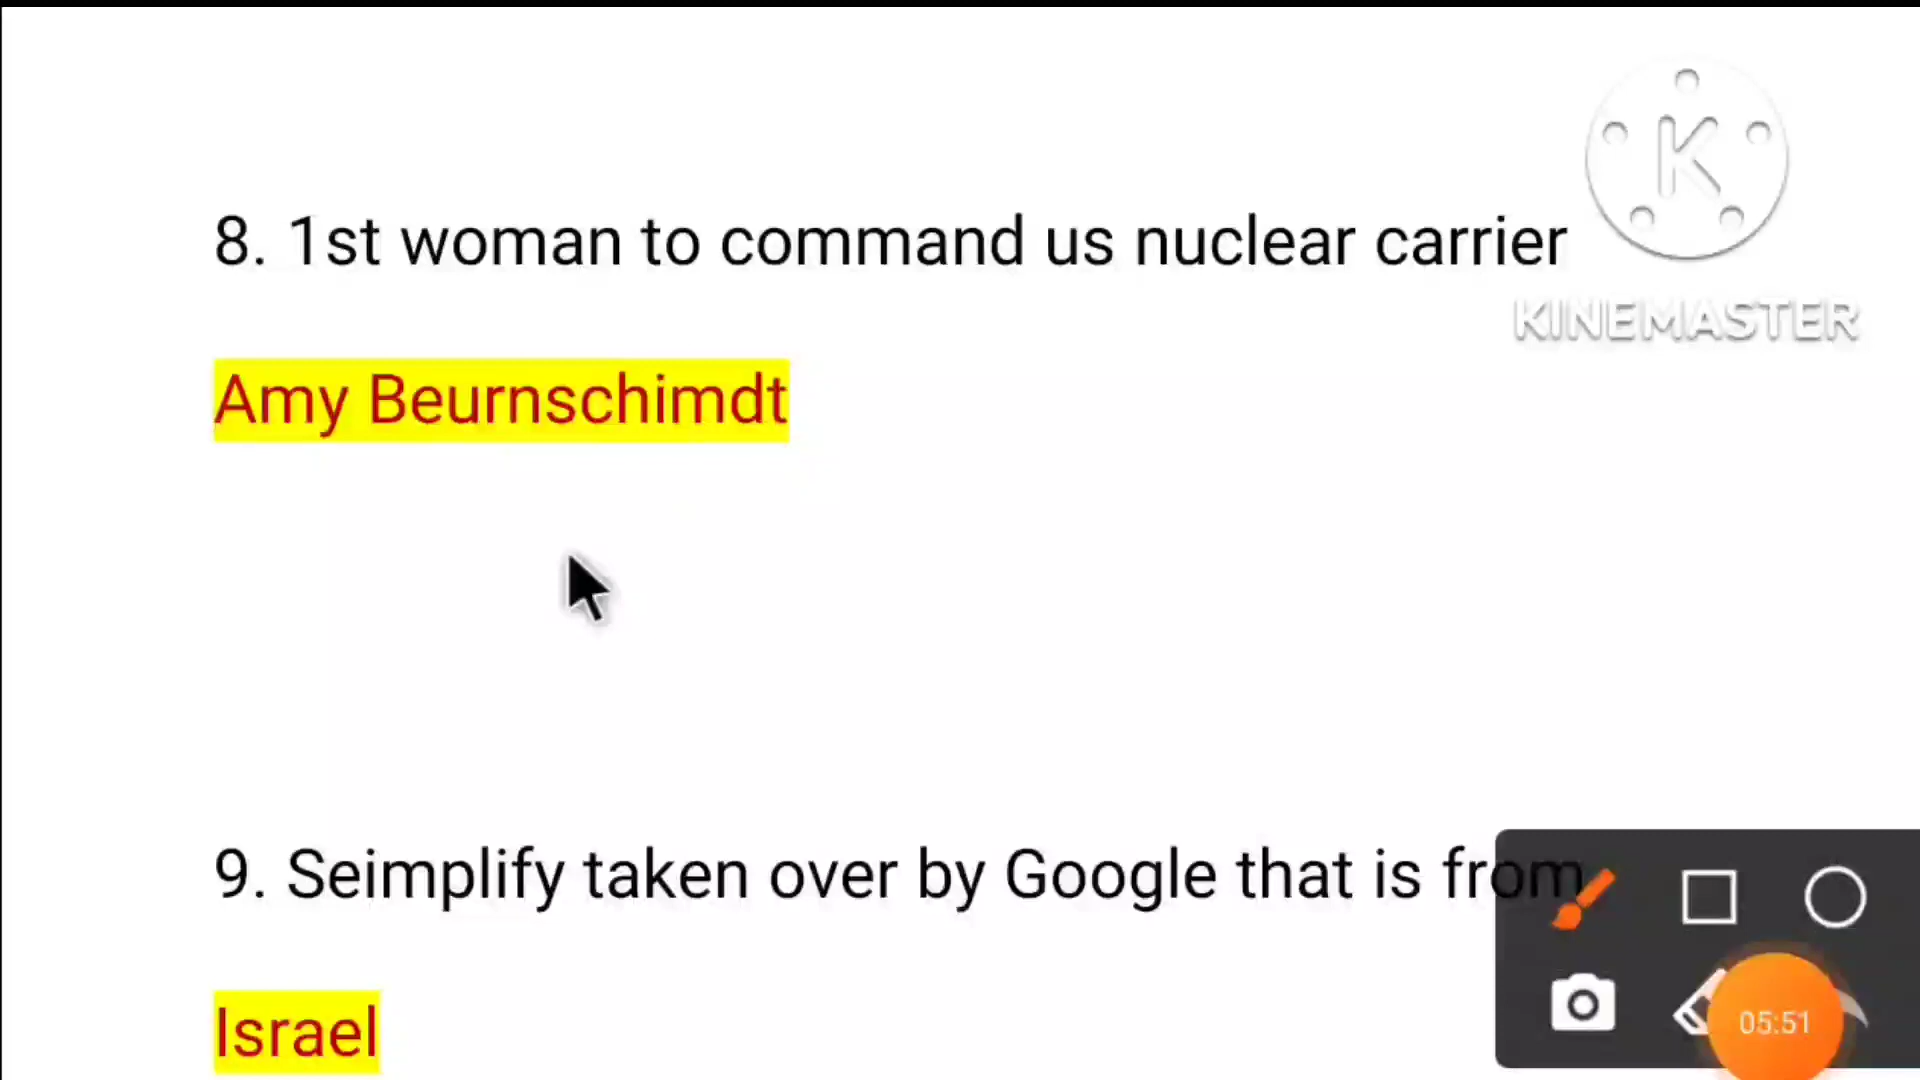 8. 1st woman to command us nuclear carrier
K
KINEMASTER
Amy Beurnschimdt
9. Seimplify taken over by Google that is from
Israel
05:51